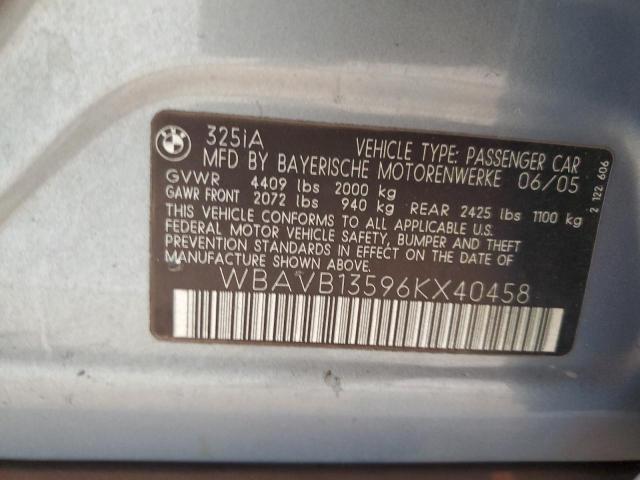 BMW
325iA
VEHICLE TYPE: PASSENGER CAR
MFD BY BAYERISCHE MOTORENWERKE 06/05
GVWR 4409 lbs 2000 kg
GAWR FRONT 2072 lbs 940 kg REAR 2425 lbs 1100 kg
THIS VEHICLE CONFORMS TO ALL APPLICABLE U.S.
FEDERAL MOTOR VEHICLE SAFETY, BUMPER AND THEFT
PREVENTION STANDARDS IN EFFECT ON THE DATE OF
MANUFACTURE SHOWN ABOVE.
WBAVB13596KX40458
2 122 606